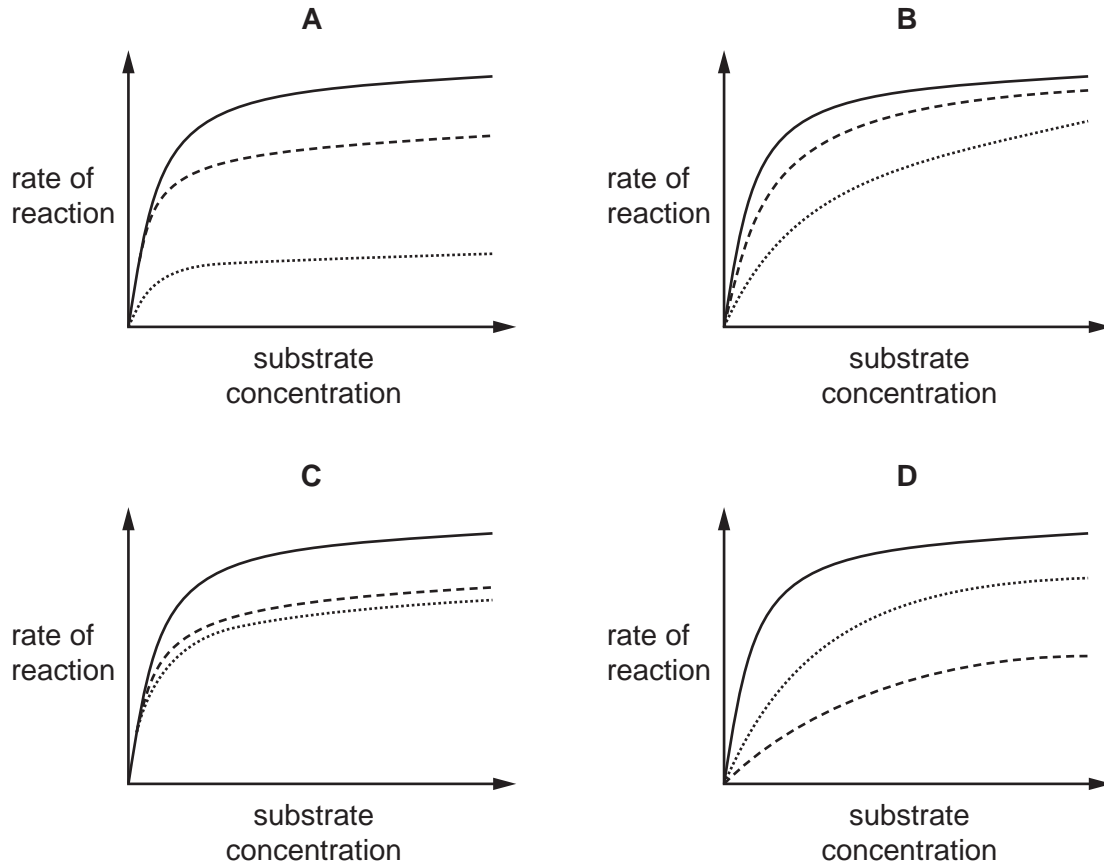 A
rate of
reaction
substrate
concentration
B
rate of
reaction
substrate
concentration
C
rate of
reaction
substrate
concentration
D
rate of
reaction
substrate
concentration